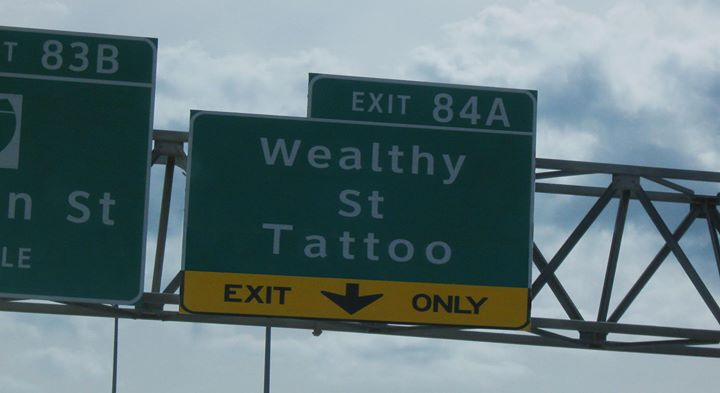 T 83B
n St
LE
EXIT 84A
Wealthy
St
Tattoo
EXIT ONLY